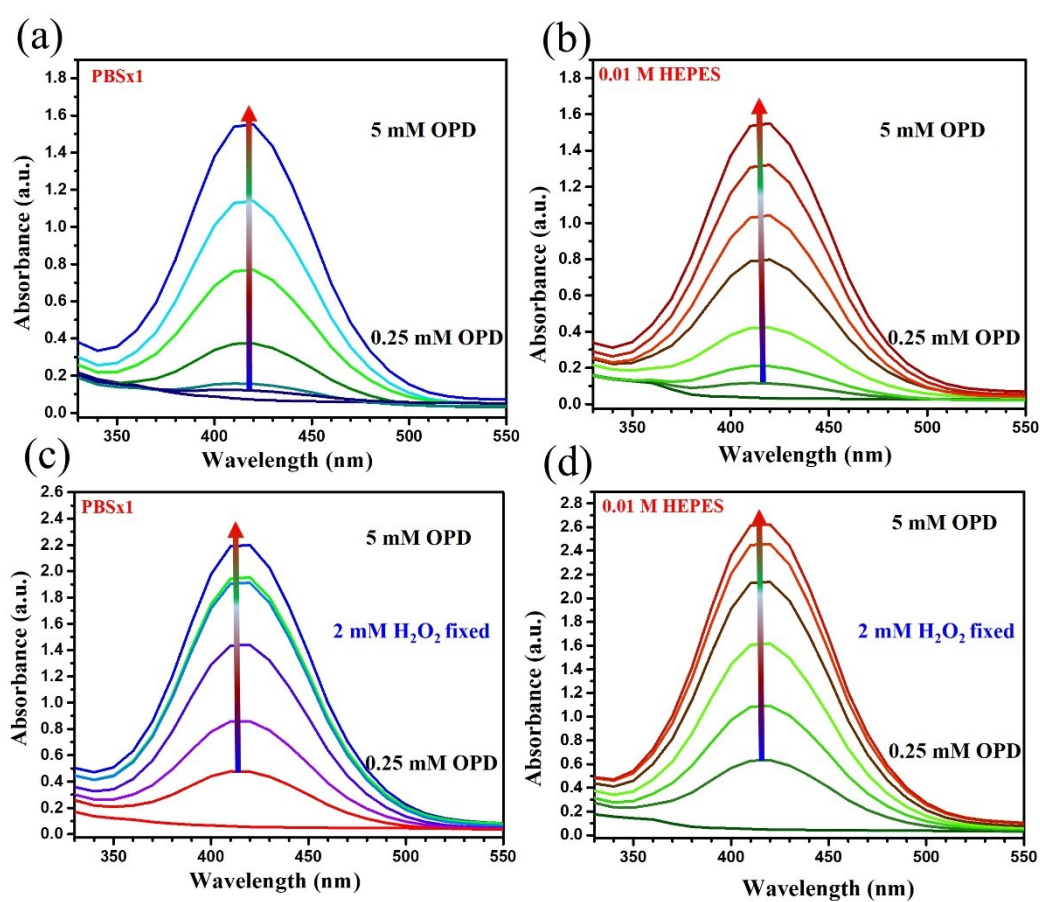 (a)
PBSx1
5 mM OPD
0.25 mM OPD
Absorbance (a.u.)
1.8
1.6
1.4
1.2
1.0
0.8
0.6
0.4
0.2
0.0
350 400 450 500 550
Wavelength (nm)
(b)
0.01 M HEPES
5 mM OPD
0.25 mM OPD
Absorbance (a.u.)
1.8
1.6
1.4
1.2
1.0
0.8
0.6
0.4
0.2
0.0
350 400 450 500 550
Wavelength (nm)
(c)
PBSx1
5 mM OPD
2 mM H₂O₂ fixed
0.25 mM OPD
Absorbance (a.u.)
2.6
2.4
2.2
2.0
1.8
1.6
1.4
1.2
1.0
0.8
0.6
0.4
0.2
0.0
350 400 450 500 550
Wavelength (nm)
(d)
0.01 M HEPES
5 mM OPD
2 mM H₂O₂ fixed
0.25 mM OPD
Absorbance (a.u.)
2.8
2.6
2.4
2.2
2.0
1.8
1.6
1.4
1.2
1.0
0.8
0.6
0.4
0.2
0.0
350 400 450 500 550
Wavelength (nm)